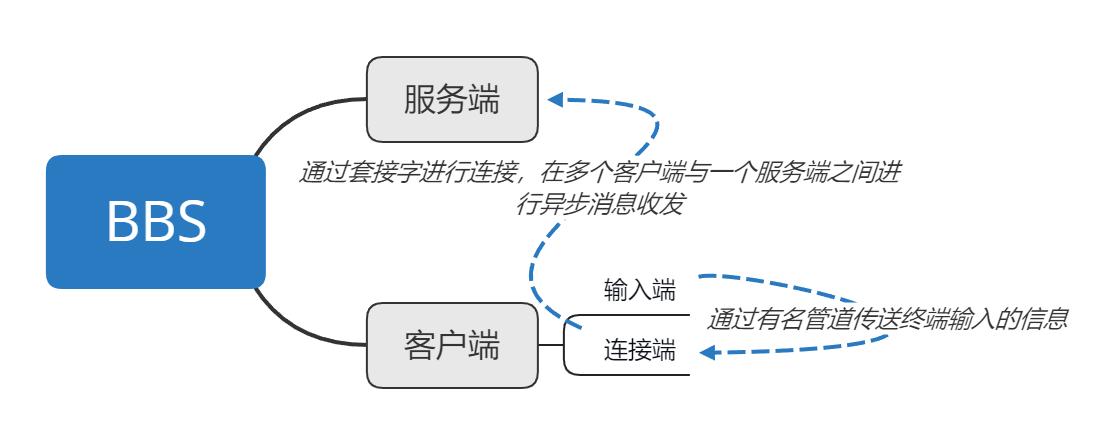 服务端
通过套接字进行连接，在多个客户端与一个服务端之间进
行异步消息收发
BBS
输入端
通过有名管道传送终端输入的信息
客户端
连接端